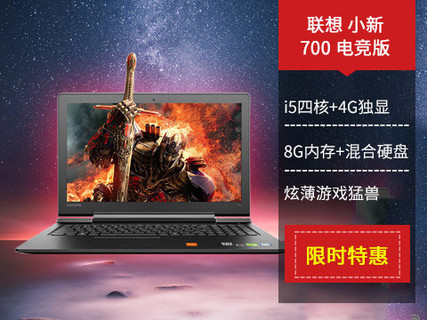 联想 小新
700 电竞版
i5四核+4G独显
8G内存+混合硬盘
炫薄游戏猛兽
限时特惠